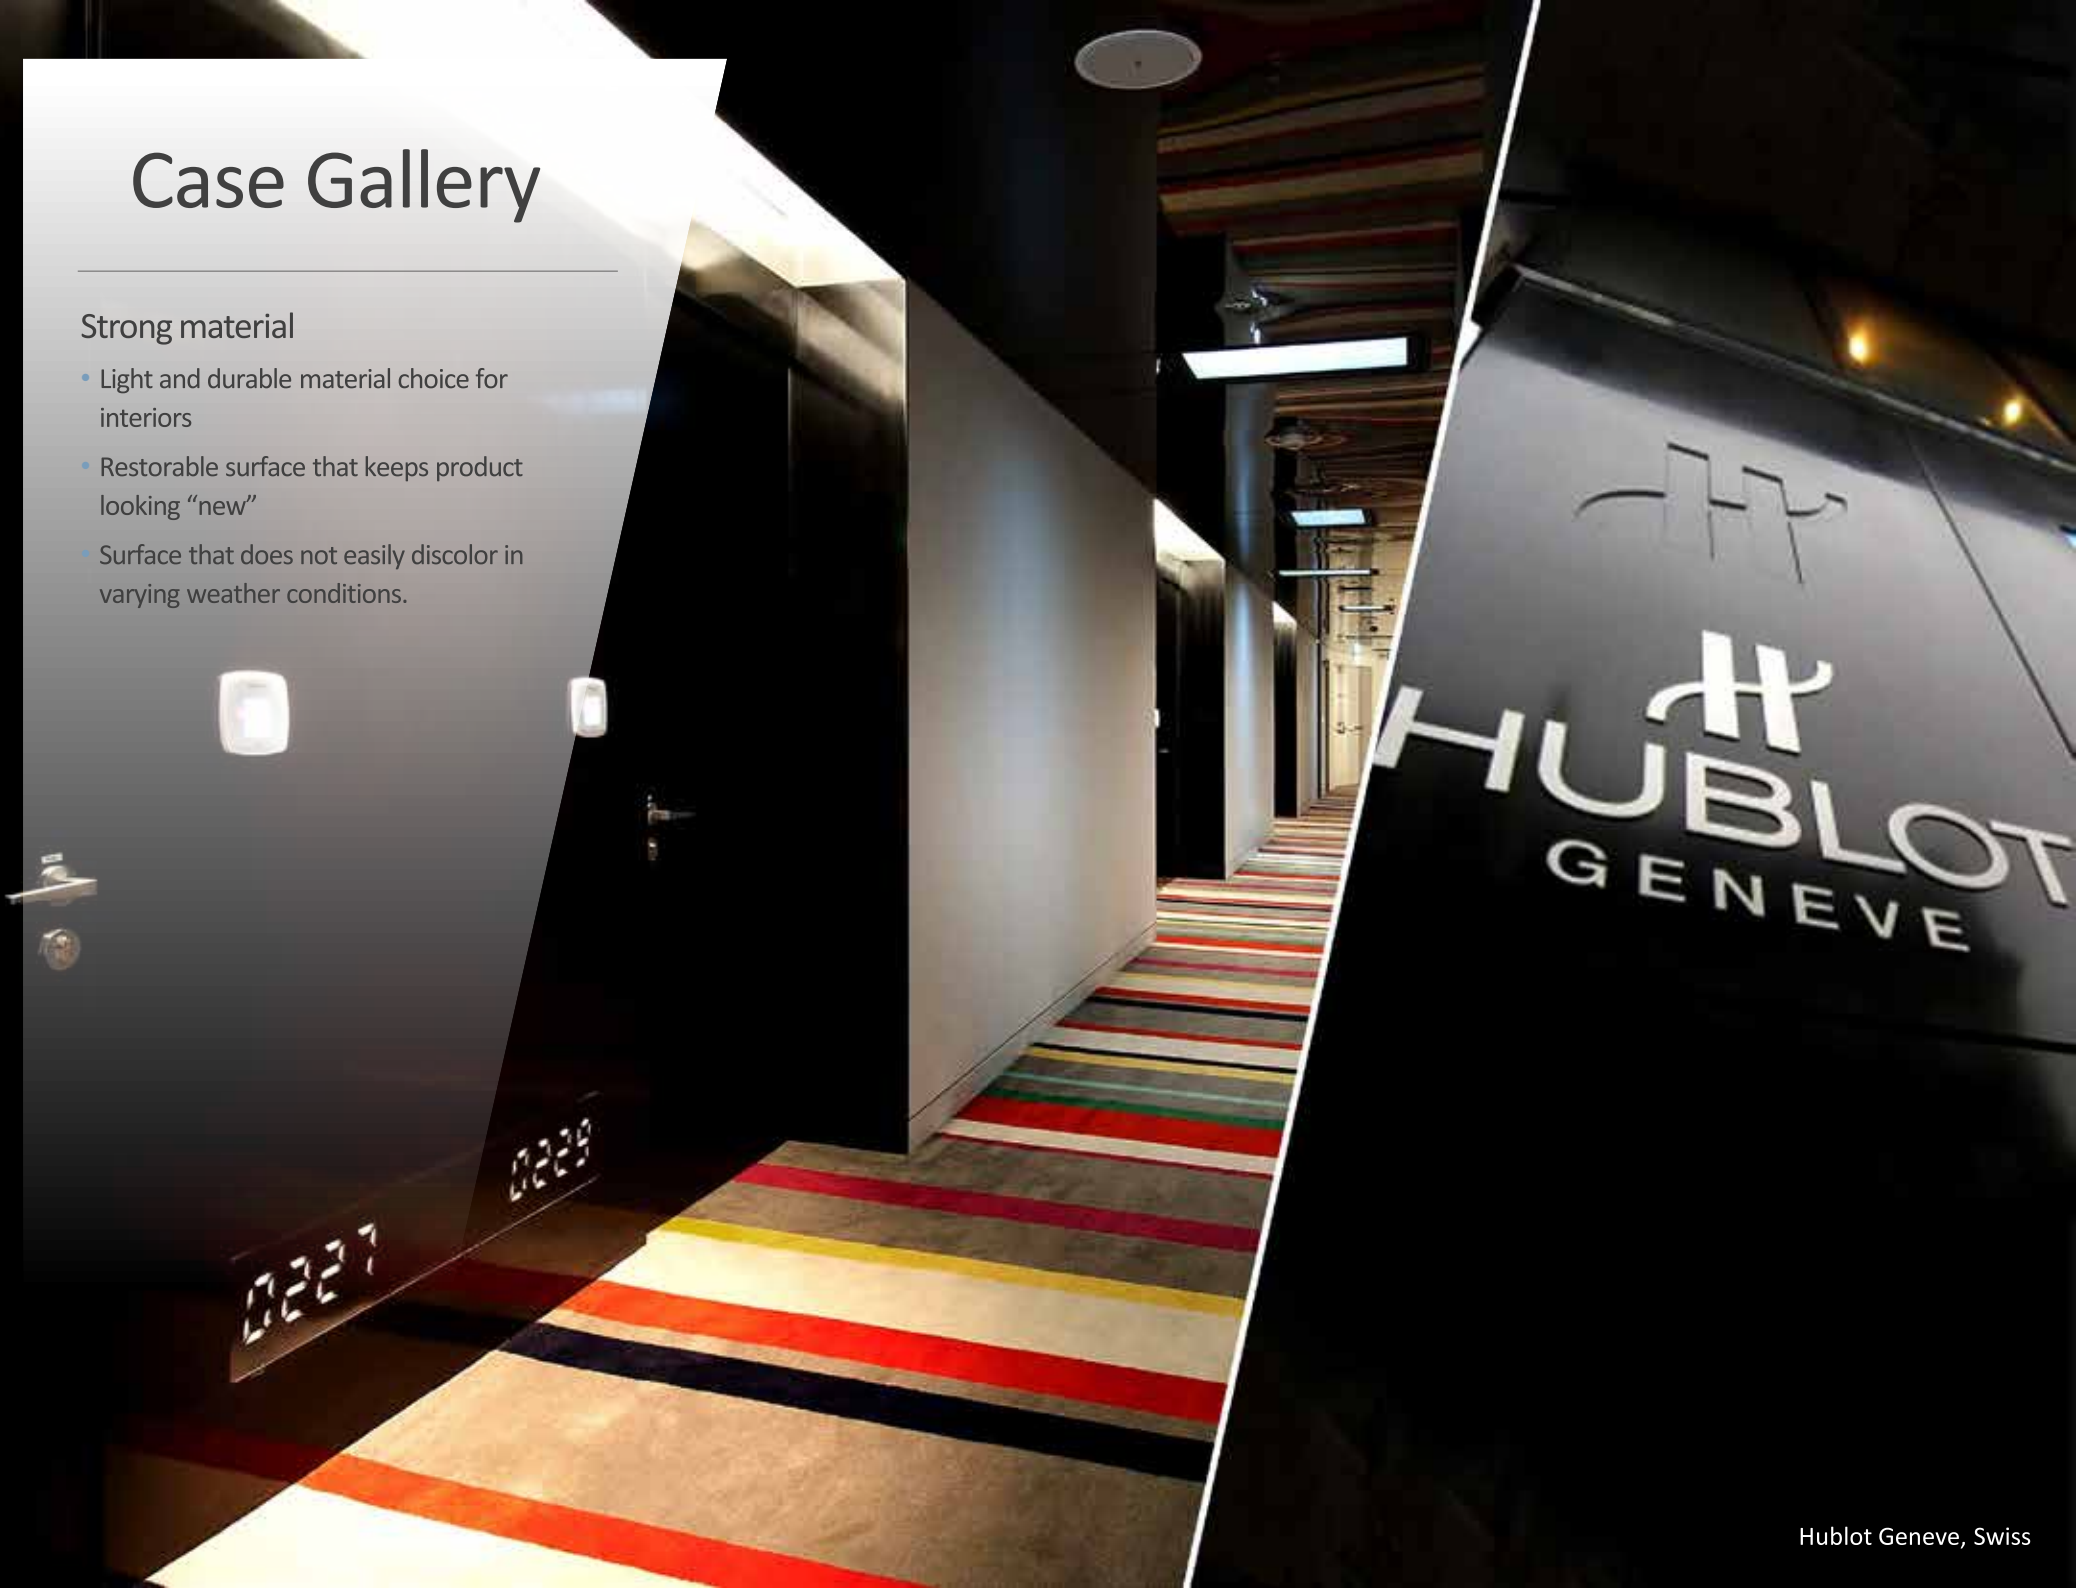 Case Gallery
Strong material
• Light and durable material choice for
interiors
• Restorable surface that keeps product
looking “new”
• Surface that does not easily discolor in
varying weather conditions.
0229
0227
H
HUBLOT
GENEVE
Hublot Geneve, Swiss